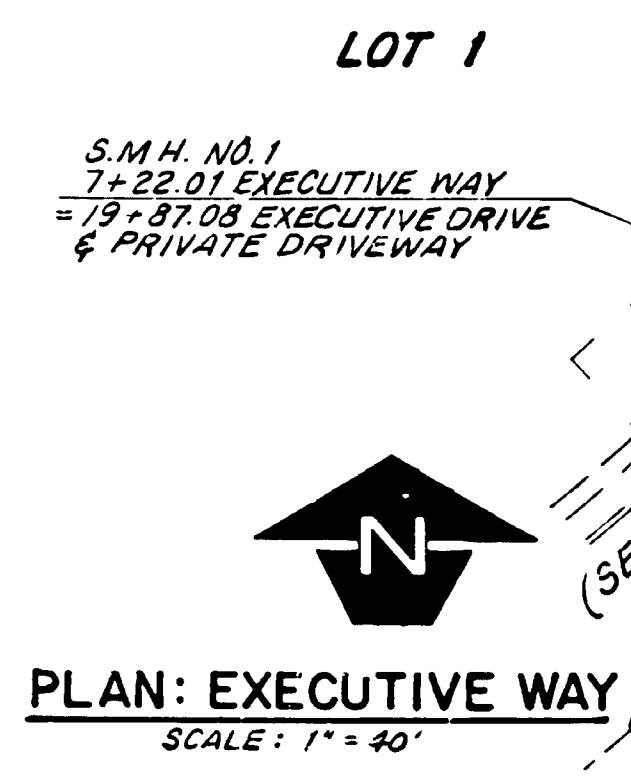 LOT 1
S.M H. NO. 1
7+22.01 EXECUTIVE WAY
= 19+87.08 EXECUTIVE DRIVE
& PRIVATE DRIVEWAY
N
(SE
PLAN: EXECUTIVE WAY
SCALE: 1" = 40'